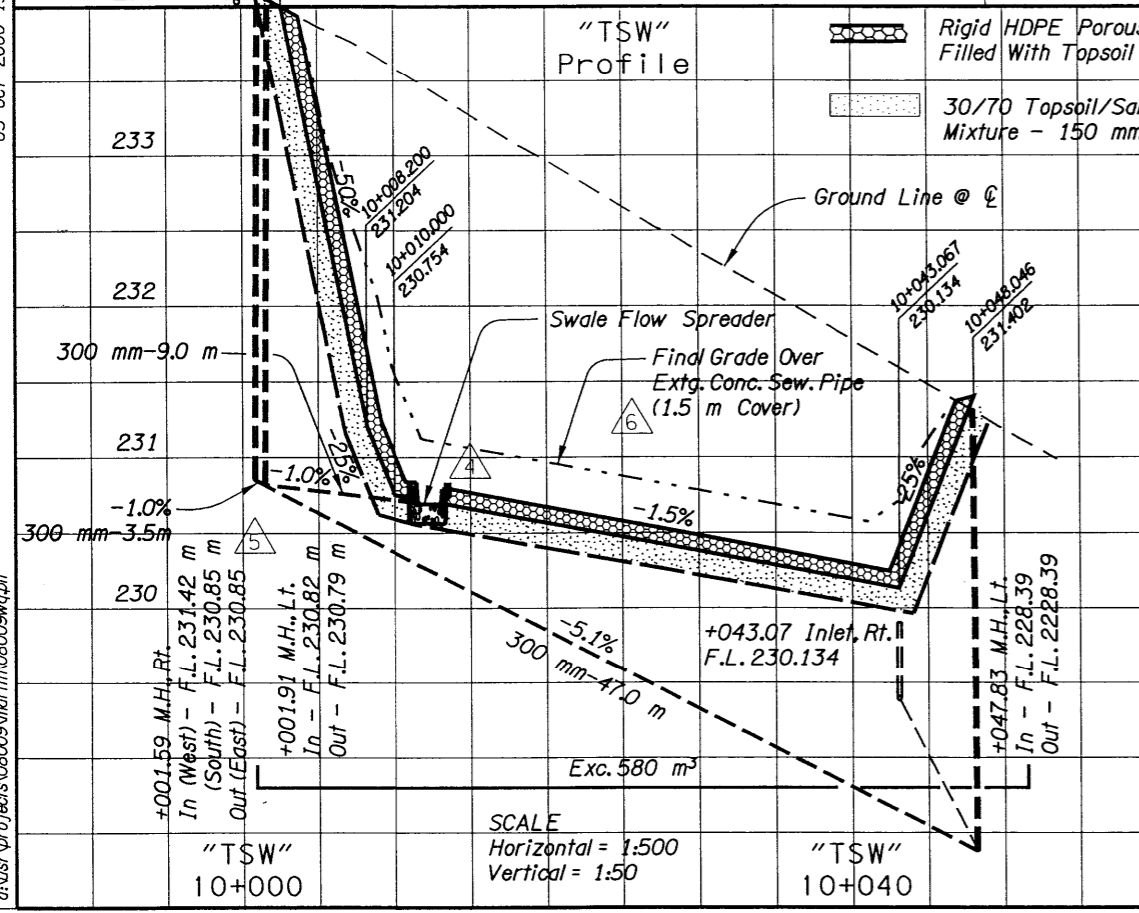 "TSW"
Profile
Rigid HDPE Porous
Filled With Topsoil
30/70 Topsoil/San
Mixture - 150 mm
233
-50%
10+008.200
231.204
10+010.000
230.754
Ground Line @ ℄
232
10+043.067
230.134
10+048.046
231.402
Swale Flow Spreader
300 mm-9.0 m
Final Grade Over
Extg. Conc. Sew. Pipe
(1.5 m Cover)
6
231
4
-1.0%
-25%
-1.5%
-25%
-1.0%
300 mm-3.5m
5
230
+001.59 M.H., Rt.
In (West) - F.L. 231.42 m
(South) - F.L. 230.85 m
Out (East) - F.L. 230.85
+001.91 M.H., Lt.
In - F.L. 230.82 m
Out - F.L. 230.79 m
-5.1%
300 mm-47.0 m
+043.07 Inlet, Rt.
F.L. 230.134
+047.83 M.H., Lt.
In - F.L. 228.39
Out - F.L. 2228.39
Exc. 580 m³
SCALE
Horizontal = 1:500
Vertical = 1:50
"TSW"
10+000
"TSW"
10+040